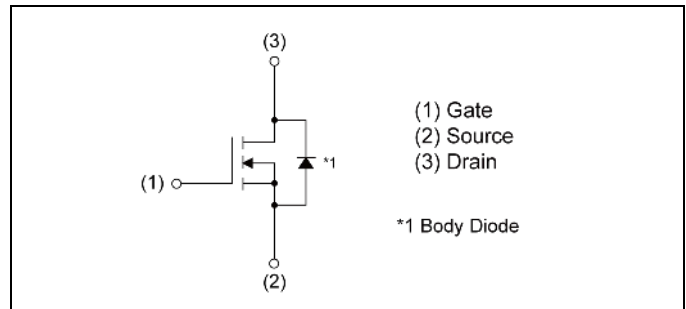 (3)
(1) Gate
(2) Source
(3) Drain
*1
(1)
*1 Body Diode
(2)